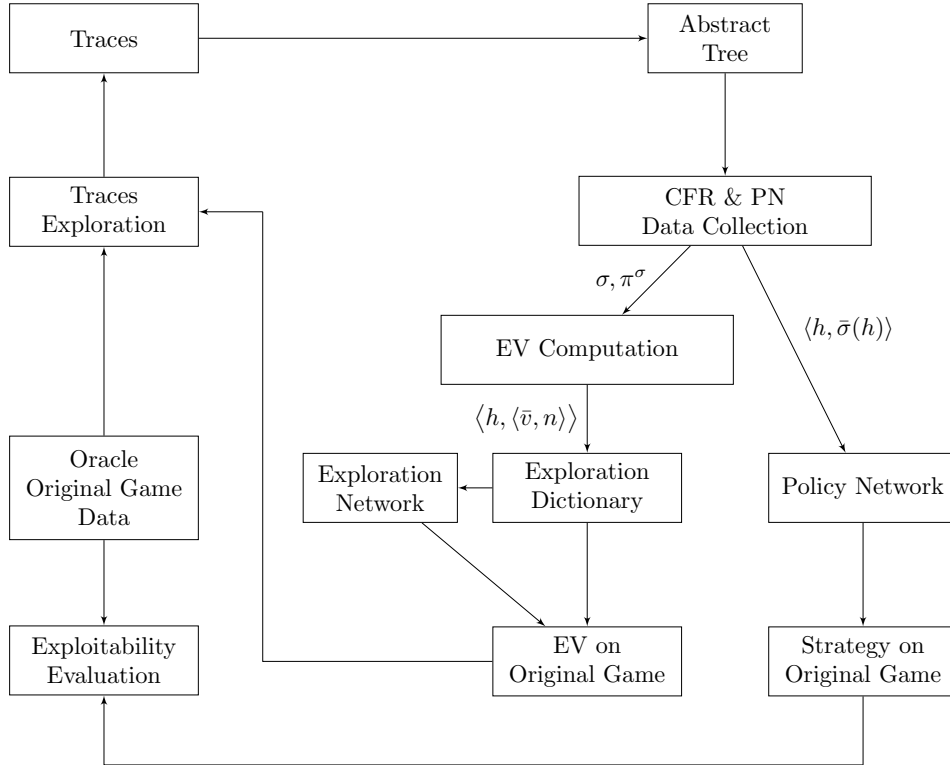 Traces
Abstract
Tree
Traces
Exploration
CFR & PN
Data Collection
σ, π^σ
⟨h, σ̄(h)⟩
EV Computation
⟨h, ⟨v̄, n⟩⟩
Oracle
Original Game
Data
Exploration
Network
Exploration
Dictionary
Policy Network
Exploitability
Evaluation
EV on
Original Game
Strategy on
Original Game